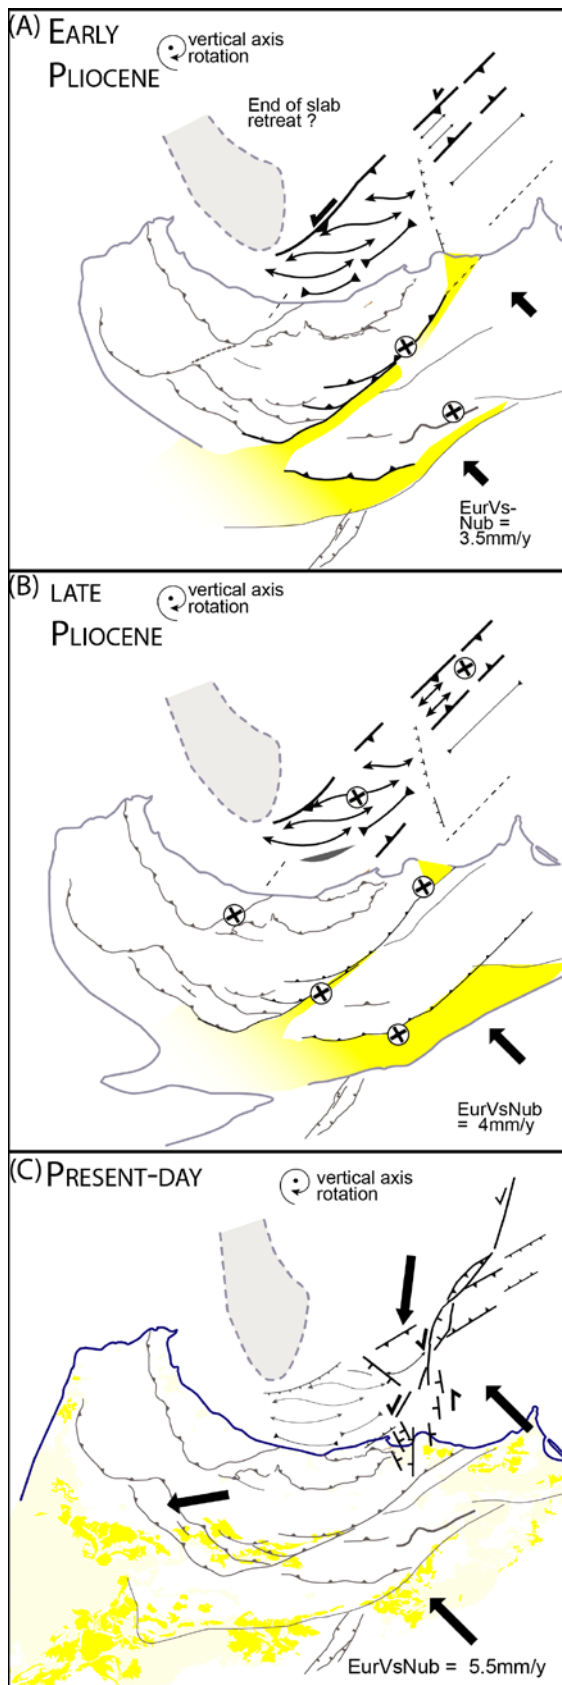 (A) EARLY
PLIOCENE
vertical axis
rotation
End of slab
retreat ?
EurVs-
Nub =
3.5mm/y
(B) LATE
PLIOCENE
vertical axis
rotation
EurVsNub
= 4mm/y
(C) PRESENT-DAY
vertical axis
rotation
EurVsNub = 5.5mm/y